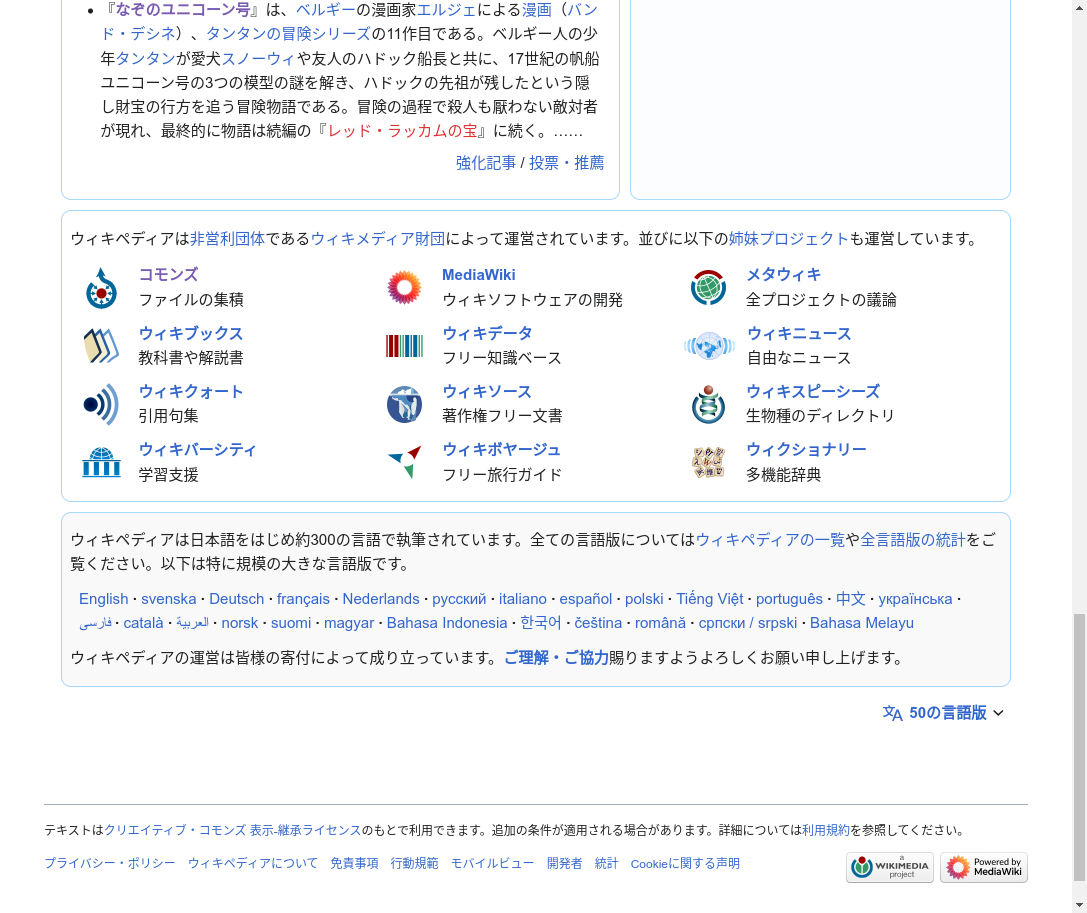 『なぞのユニコーン号』は、ベルギーの漫画家エルジェによる漫画（バン
ド・デシネ）、タンタンの冒険シリーズの11作目である。ベルギー人の少
年タンタンが愛犬スノーウィや友人のハドック船長と共に、17世紀の帆船
ユニコーン号の3つの模型の謎を解き、ハドックの先祖が残したという隠
し財宝の行方を追う冒険物語である。冒険の過程で殺人も厭わない敵対者
が現れ、最終的に物語は続編の『レッド・ラッカムの宝』に続く。……
強化記事 / 投票・推薦
ウィキペディアは非営利団体であるウィキメディア財団によって運営されています。並びに以下の姉妹プロジェクトも運営しています。
コモンズ
ファイルの集積
MediaWiki
ウィキソフトウェアの開発
メタウィキ
全プロジェクトの議論
ウィキブックス
教科書や解説書
ウィキデータ
フリー知識ベース
ウィキニュース
自由なニュース
ウィキクォート
引用句集
ウィキソース
著作権フリー文書
ウィキスピーシーズ
生物種のディレクトリ
ウィキバーシティ
学習支援
ウィキボヤージュ
フリー旅行ガイド
ウィクショナリー
多機能辞典
ウィキペディアは日本語をはじめ約300の言語で執筆されています。全ての言語版についてはウィキペディアの一覧や全言語版の統計をご
覧ください。以下は特に規模の大きな言語版です。
English · svenska · Deutsch · français · Nederlands · русский · italiano · español · polski · Tiếng Việt · português · 中文 · українська ·
فارسی · català · العربية · norsk · suomi · magyar · Bahasa Indonesia · 한국어 · čeština · română · српски / srpski · Bahasa Melayu
ウィキペディアの運営は皆様の寄付によって成り立っています。ご理解・ご協力賜りますようよろしくお願い申し上げます。
50の言語版
テキストはクリエイティブ・コモンズ 表示-継承ライセンスのもとで利用できます。追加の条件が適用される場合があります。詳細については利用規約を参照してください。
プライバシー・ポリシー ウィキペディアについて 免責事項 行動規範 モバイルビュー 開発者 統計 Cookieに関する声明
a
WIKIMEDIA
project
Powered by
MediaWiki